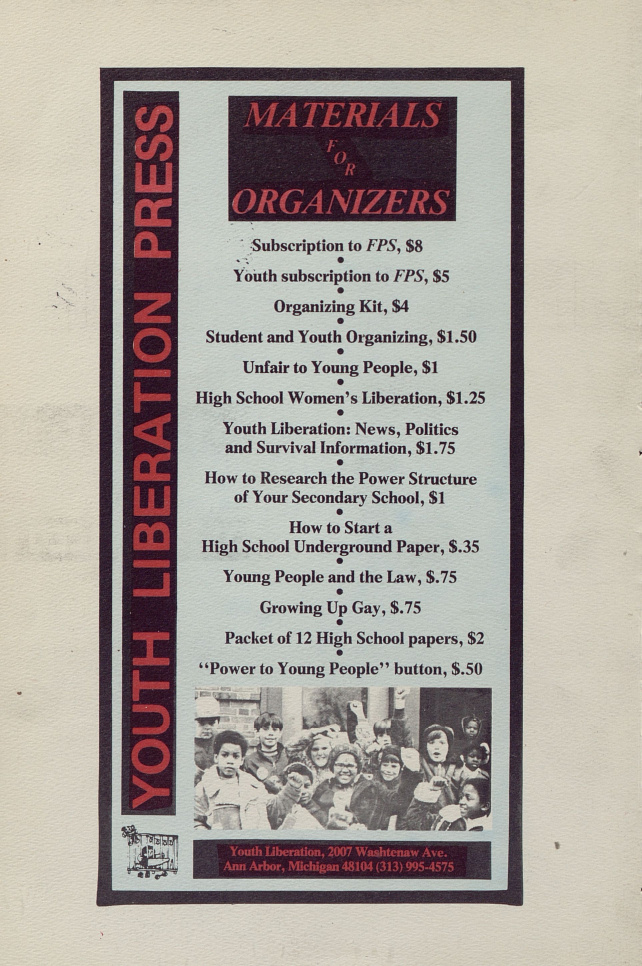 YOUTH LIBERATION PRESS
MATERIALS
FOR
ORGANIZERS
Subscription to FPS, $8
Youth subscription to FPS, $5
Organizing Kit, $4
Student and Youth Organizing, $1.50
Unfair to Young People, $1
High School Women's Liberation, $1.25
Youth Liberation: News, Politics
and Survival Information, $1.75
How to Research the Power Structure
of Your Secondary School, $1
How to Start a
High School Underground Paper, $.35
Young People and the Law, $.75
Growing Up Gay, $.75
Packet of 12 High School papers, $2
“Power to Young People” button, $.50
Youth Liberation, 2007 Washtenaw Ave.
Ann Arbor, Michigan 48104 (313) 995-4575